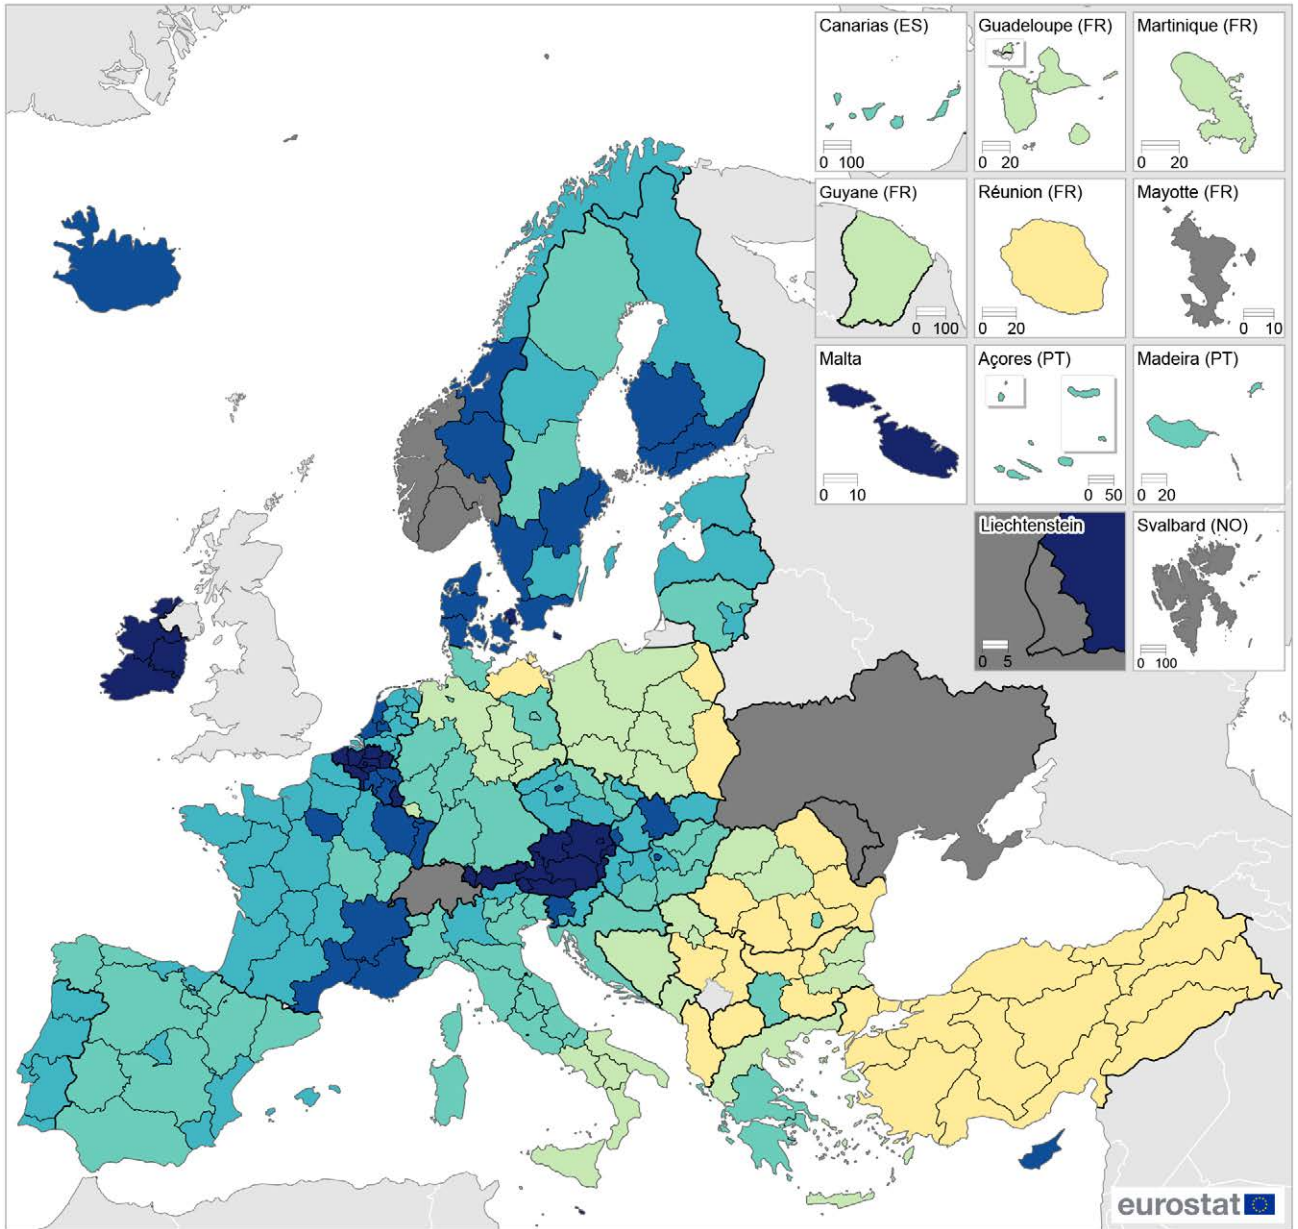 Canarias (ES)
0 100
Guadeloupe (FR)
0 20
Martinique (FR)
0 20
Guyane (FR)
0 100
Réunion (FR)
0 20
Mayotte (FR)
0 10
Malta
0 10
Açores (PT)
0 50
Madeira (PT)
0 20
Liechtenstein
0 5
Svalbard (NO)
0 100
eurostat